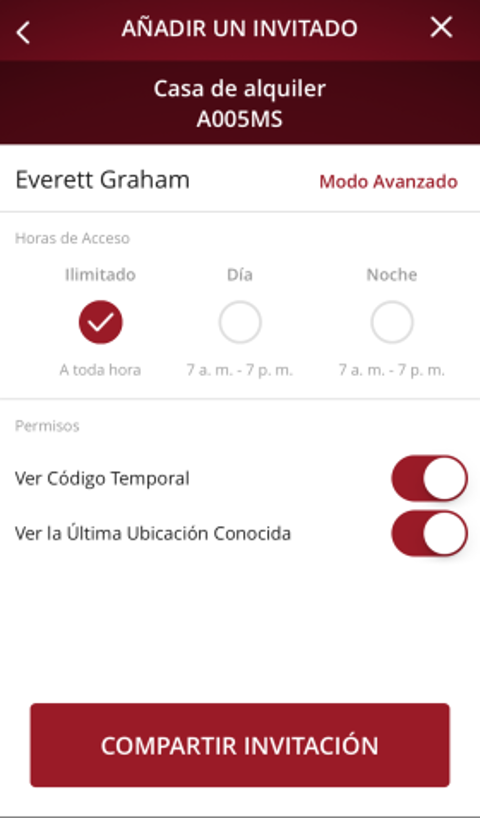 AÑADIR UN INVITADO
Casa de alquiler
A005MS
Everett Graham Modo Avanzado
Horas de Acceso
Ilimitado Día Noche
A toda hora 7 a. m. - 7 p. m. 7 a. m. - 7 p. m.
Permisos
Ver Código Temporal
Ver la Última Ubicación Conocida
COMPARTIR INVITACIÓN